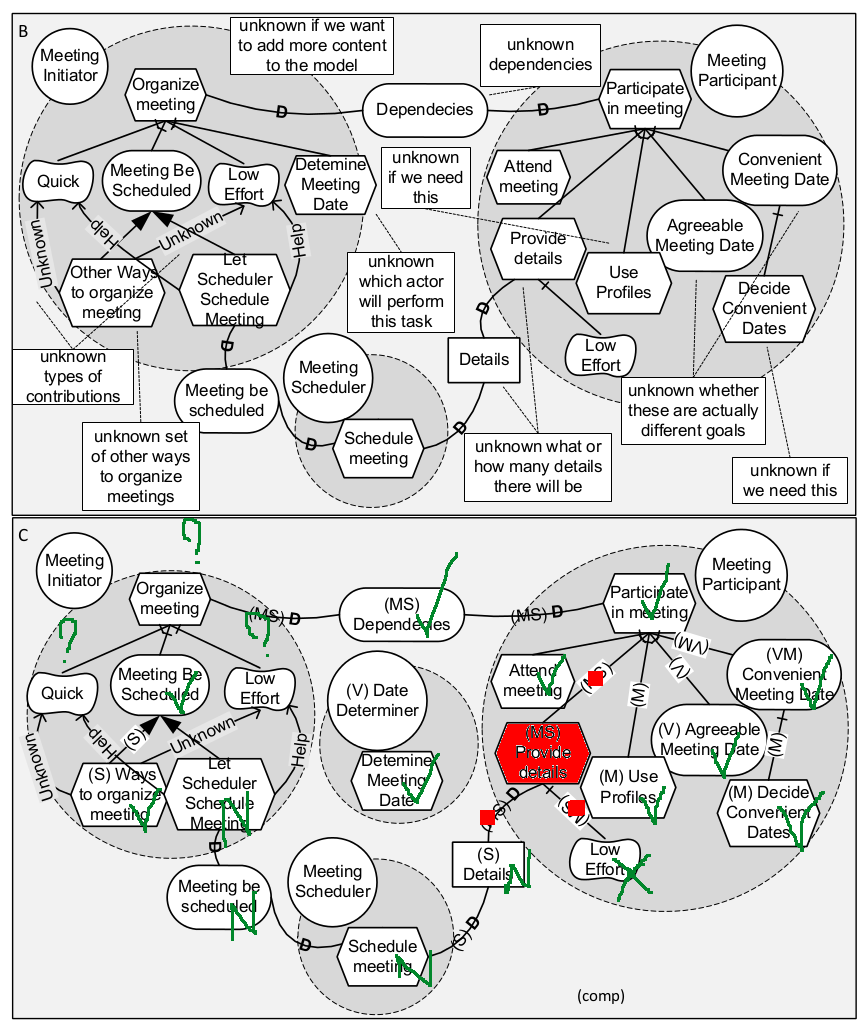 B
unknown if we want
to add more content
to the model
Meeting
Initiator
Organize
meeting
D
Dependecies
D
unknown
dependencies
Meeting
Participant
Participate
in meeting
Quick
Meeting Be
Scheduled
Low
Effort
Detemine
Meeting
Date
unknown
if we need
this
Attend
meeting
Convenient
Meeting Date
Unknown
Help
Unknown
Help
Agreeable
Meeting Date
Provide
details
Use
Profiles
Decide
Convenient
Dates
Other Ways
to organize
meeting
Let
Scheduler
Schedule
Meeting
unknown
which actor
will perform
this task
D
D
Low
Effort
Details
unknown
types of
contributions
Meeting be
scheduled
Meeting
Scheduler
D
Schedule
meeting
D
unknown whether
these are actually
different goals
unknown set
of other ways
to organize
meetings
unknown what or
how many details
there will be
unknown if
we need this
C
?
Meeting
Initiator
Organize
meeting
(MS) D
(MS)
Dependecies
(MS) D
Meeting
Participant
Participate
in meeting
?
?
Quick
Meeting Be
Scheduled
Low
Effort
(V) Date
Determiner
Attend
meeting
(MS)
(M)
(V)
(VM)
(VM)
Convenient
Meeting Date
Unknown
Help
(S)
Unknown
Help
Detemine
Meeting
Date
(MS)
Provide
details
(V) Agreeable
Meeting Date
(M)
(S) Ways
to organize
meeting
Let
Scheduler
Schedule
Meeting
N
(M) Use
Profiles
(M) Decide
Convenient
Dates
D
D
Low
Effort
(S)
Details
N
Meeting be
scheduled
N
Meeting
Scheduler
D
Schedule
meeting
N
(S) D
(comp)